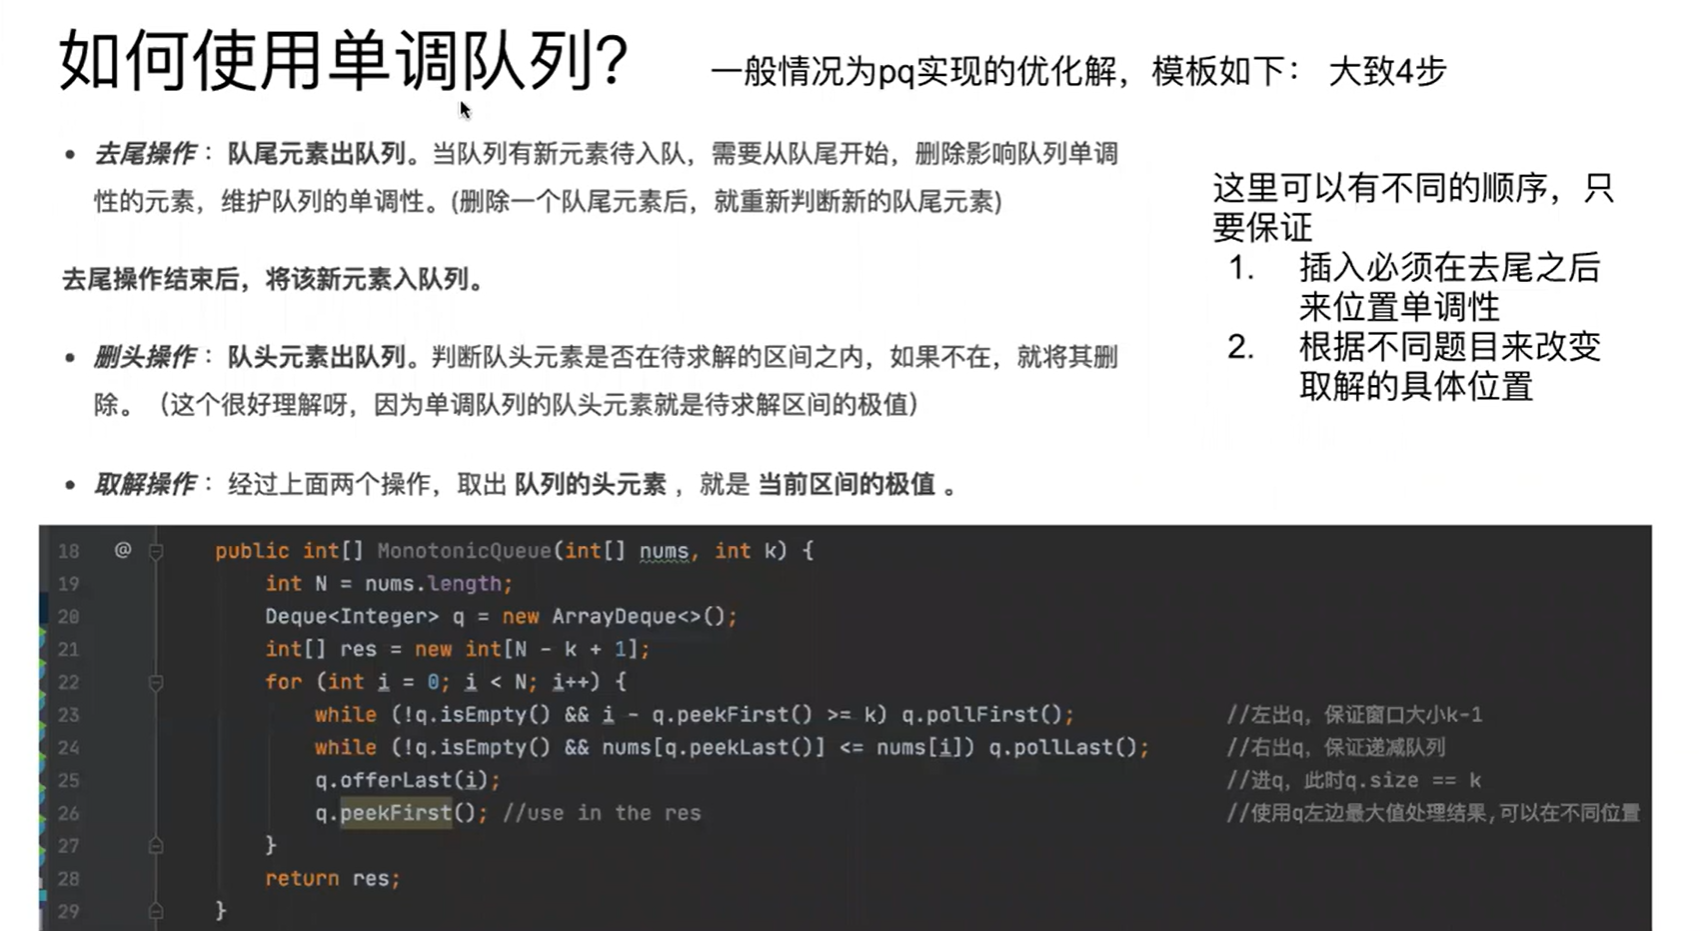 如何使用单调队列?
一般情况为pq实现的优化解，模板如下： 大致4步
• 去尾操作：队尾元素出队列。当队列有新元素待入队，需要从队尾开始，删除影响队列单调
性的元素，维护队列的单调性。(删除一个队尾元素后，就重新判断新的队尾元素)
去尾操作结束后，将该新元素入队列。
• 删头操作：队头元素出队列。判断队头元素是否在待求解的区间之内，如果不在，就将其删
除。（这个很好理解呀，因为单调队列的队头元素就是待求解区间的极值）
• 取解操作：经过上面两个操作，取出 队列的头元素 ，就是 当前区间的极值 。
这里可以有不同的顺序，只
要保证
1. 插入必须在去尾之后
来位置单调性
2. 根据不同题目来改变
取解的具体位置
18 @ public int[] MonotonicQueue(int[] nums, int k) {
19 int N = nums.length;
20 Deque<Integer> q = new ArrayDeque<>();
21 int[] res = new int[N - k + 1];
22 for (int i = 0; i < N; i++) {
23 while (!q.isEmpty() && i - q.peekFirst() >= k) q.pollFirst(); //左出q，保证窗口大小k-1
24 while (!q.isEmpty() && nums[q.peekLast()] <= nums[i]) q.pollLast(); //右出q，保证递减队列
25 q.offerLast(i); //进q，此时q.size == k
26 q.peekFirst(); //use in the res //使用q左边最大值处理结果,可以在不同位置
27 }
28 return res;
29 }